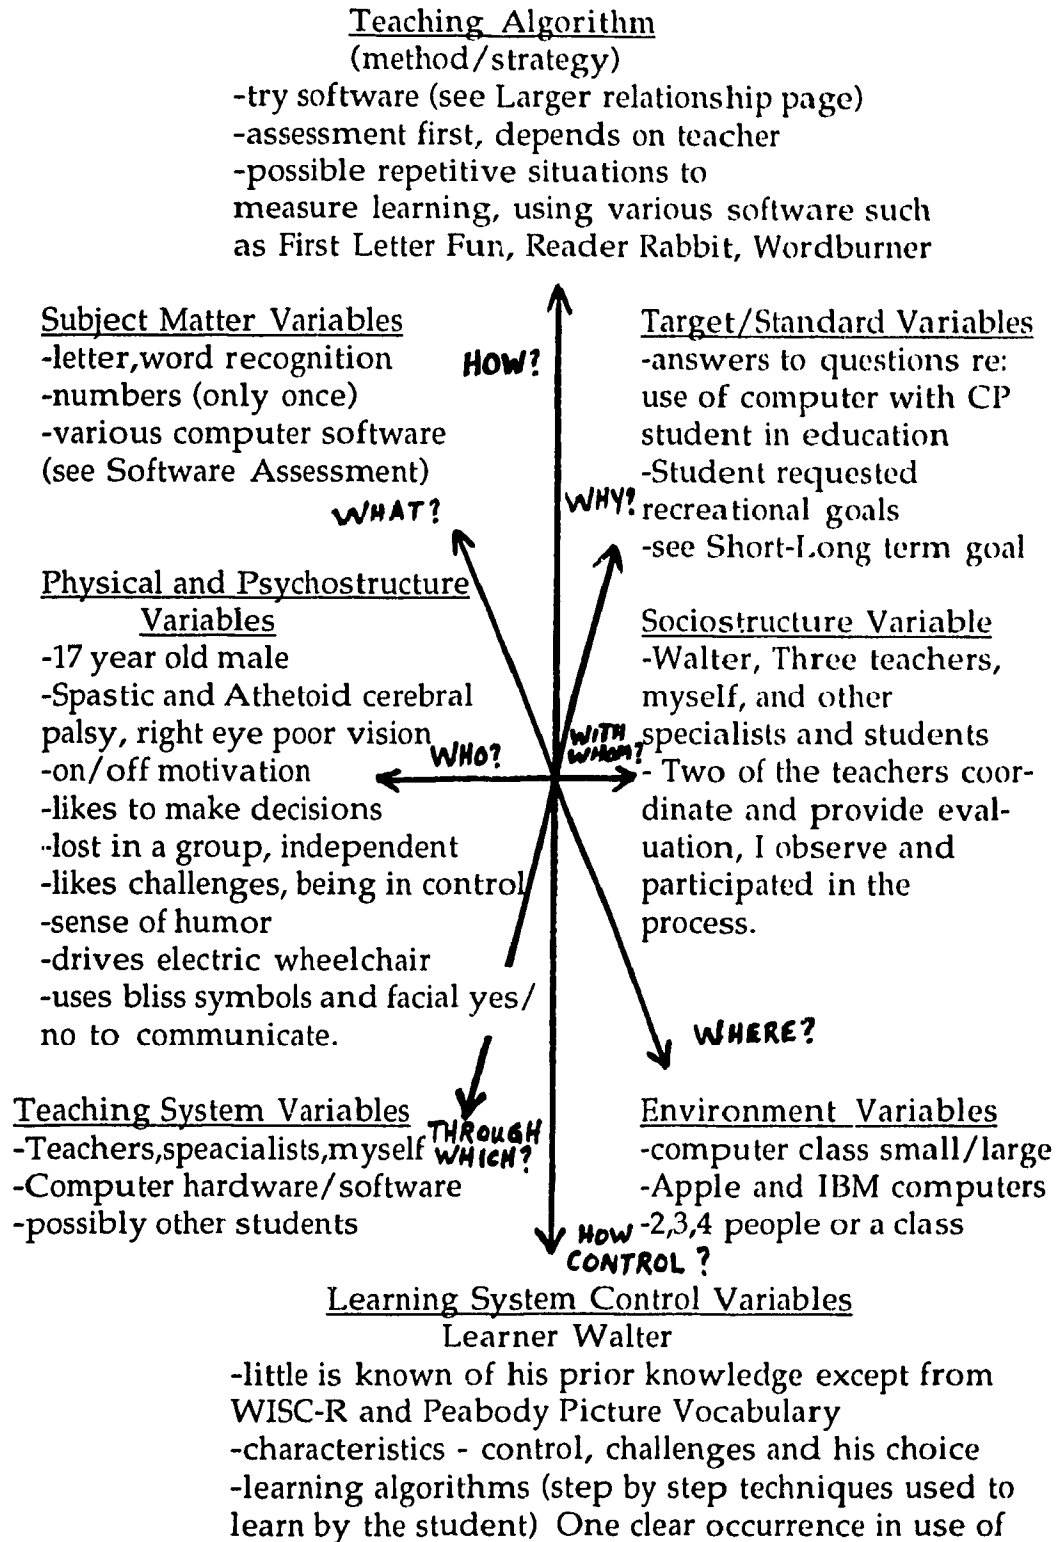 Teaching Algorithm
(method/strategy)
-try software (see Larger relationship page)
-assessment first, depends on teacher
-possible repetitive situations to
measure learning, using various software such
as First Letter Fun, Reader Rabbit, Wordburner
Subject Matter Variables
-letter,word recognition
-numbers (only once)
-various computer software
(see Software Assessment)
HOW?
WHAT?
Target/Standard Variables
-answers to questions re:
use of computer with CP
student in education
-Student requested
recreational goals
-see Short-Long term goal
WHY?
Physical and Psychostructure
Variables
-17 year old male
-Spastic and Athetoid cerebral
palsy, right eye poor vision
-on/off motivation
-likes to make decisions
-lost in a group, independent
-likes challenges, being in control
-sense of humor
-drives electric wheelchair
-uses bliss symbols and facial yes/
no to communicate.
WHO?
Sociostructure Variable
-Walter, Three teachers,
myself, and other
specialists and students
- Two of the teachers coor-
dinate and provide eval-
uation, I observe and
participated in the
process.
WITH
WHOM?
WHERE?
Teaching System Variables
-Teachers,speacialists,myself
-Computer hardware/software
-possibly other students
THROUGH
WHICH?
Environment Variables
-computer class small/large
-Apple and IBM computers
-2,3,4 people or a class
HOW
CONTROL?
Learning System Control Variables
Learner Walter
-little is known of his prior knowledge except from
WISC-R and Peabody Picture Vocabulary
-characteristics - control, challenges and his choice
-learning algorithms (step by step techniques used to
learn by the student) One clear occurrence in use of